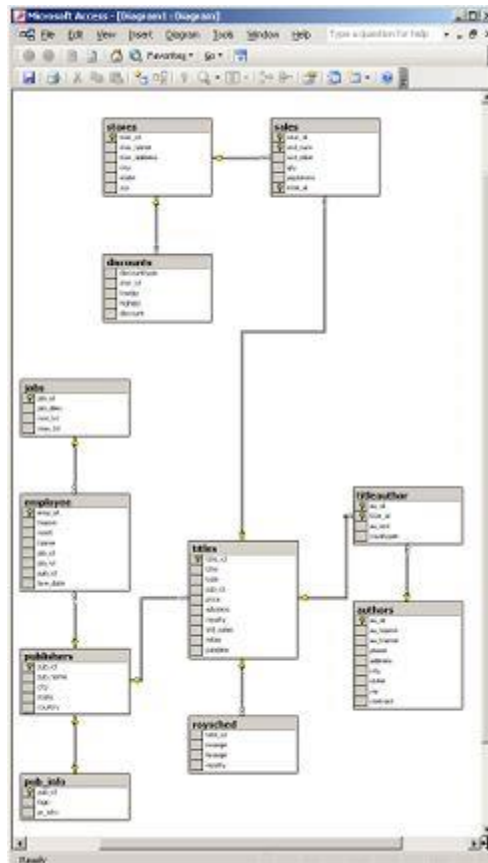 Microsoft Access - [Diagram1 : Diagram]
File Edit View Insert Diagram Tools Window Help Type a question for help
Favorites Go
stores
stor_id
stor_name
stor_address
city
state
zip
sales
stor_id
ord_num
ord_date
qty
payterms
title_id
discounts
discounttype
stor_id
lowqty
highqty
discount
jobs
job_id
job_desc
min_lvl
max_lvl
employee
emp_id
fname
minit
lname
job_id
job_lvl
pub_id
hire_date
titleauthor
au_id
title_id
au_ord
royaltyper
titles
title_id
title
type
pub_id
price
advance
royalty
ytd_sales
notes
pubdate
authors
au_id
au_lname
au_fname
phone
address
city
state
zip
contract
publishers
pub_id
pub_name
city
state
country
roysched
title_id
lorange
hirange
royalty
pub_info
pub_id
logo
pr_info
Ready